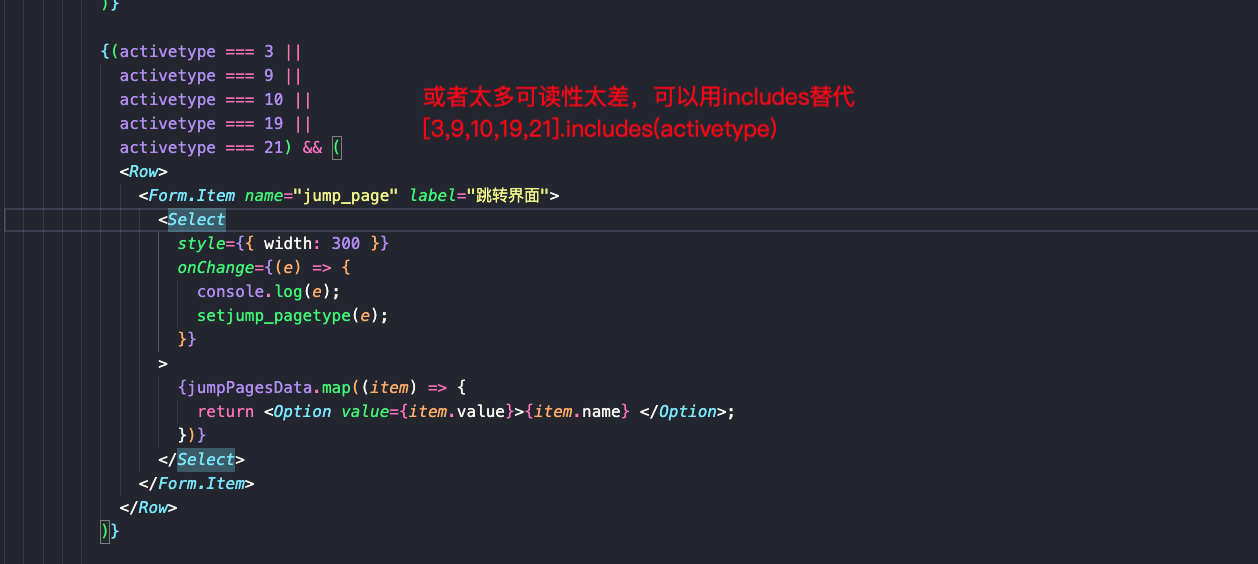 )}
{(activetype === 3 ||
activetype === 9 ||
activetype === 10 ||
activetype === 19 ||
activetype === 21) && (
或者太多可读性太差，可以用includes替代
[3,9,10,19,21].includes(activetype)
<Row>
<Form.Item name="jump_page" label="跳转界面">
<Select
style={{ width: 300 }}
onChange={(e) => {
console.log(e);
setjump_pagetype(e);
}}
>
{jumpPagesData.map((item) => {
return <Option value={item.value}>{item.name} </Option>;
})}
</Select>
</Form.Item>
</Row>
)}